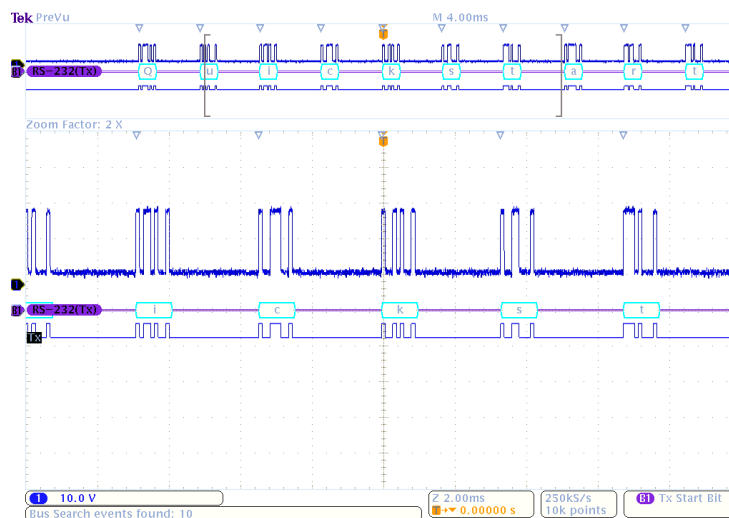 Tek PreVu M 4.00ms
B1 RS-232(Tx) Q u i c k s t a r t
Zoom Factor: 2 X
1
B1 RS-232(Tx) i c k s t
Tx
1 10.0 V Z 2.00ms 250kS/s B1 Tx Start Bit
T 0.00000 s 10k points
Bus Search events found: 10